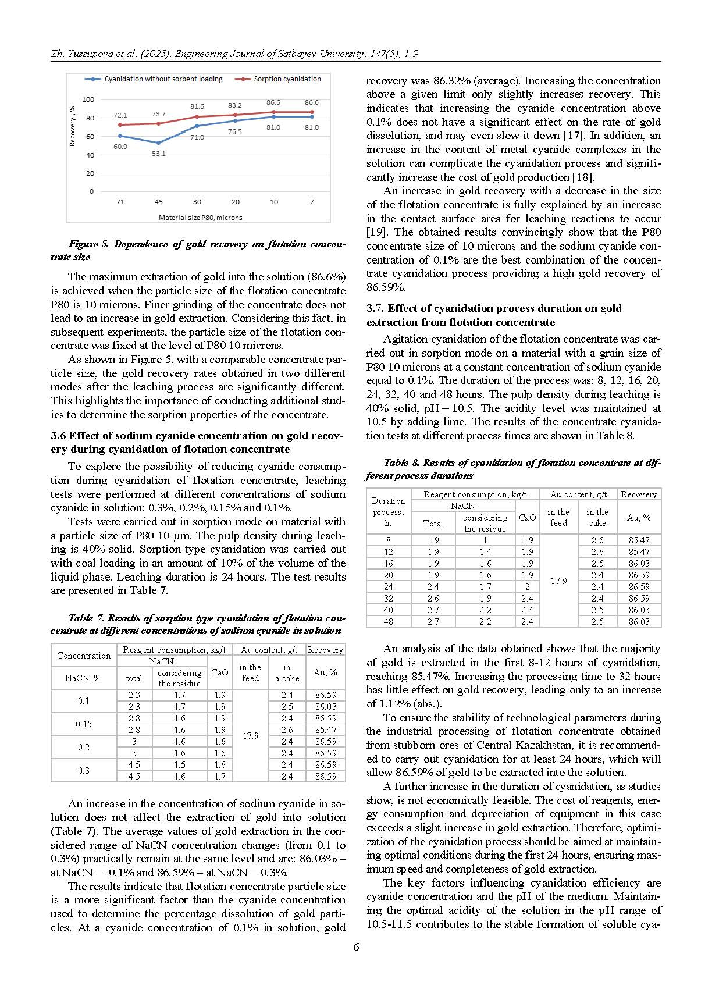 Zh. Yussupova et al. (2025). Engineering Journal of Satbayev University, 147(5), 1-9
Cyanidation without sorbent loading Sorption cyanidation
Recovery , %
100
80
60
40
20
0
72.1 73.7 81.6 83.2 86.6 86.6
60.9 53.1 71.0 76.5 81.0 81.0
71 45 30 20 10 7
Material size P80, microns
Figure 5. Dependence of gold recovery on flotation concen-
trate size
The maximum extraction of gold into the solution (86.6%)
is achieved when the particle size of the flotation concentrate
P80 is 10 microns. Finer grinding of the concentrate does not
lead to an increase in gold extraction. Considering this fact, in
subsequent experiments, the particle size of the flotation con-
centrate was fixed at the level of P80 10 microns.
As shown in Figure 5, with a comparable concentrate par-
ticle size, the gold recovery rates obtained in two different
modes after the leaching process are significantly different.
This highlights the importance of conducting additional stud-
ies to determine the sorption properties of the concentrate.
3.6 Effect of sodium cyanide concentration on gold recov-
ery during cyanidation of flotation concentrate
To explore the possibility of reducing cyanide consump-
tion during cyanidation of flotation concentrate, leaching
tests were performed at different concentrations of sodium
cyanide in solution: 0.3%, 0.2%, 0.15% and 0.1%.
Tests were carried out in sorption mode on material with
a particle size of P80 10 µm. The pulp density during leach-
ing is 40% solid. Sorption type cyanidation was carried out
with coal loading in an amount of 10% of the volume of the
liquid phase. Leaching duration is 24 hours. The test results
are presented in Table 7.
Table 7. Results of sorption type cyanidation of flotation con-
centrate at different concentrations of sodium cyanide in solution
Concentration Reagent consumption, kg/t Au content, g/t Recovery
NaCN
NaCN, % total considering the residue CaO in the feed in a cake Au, %
0.1 2.3 1.7 1.9 17.9 2.4 86.59
2.3 1.7 1.9 2.5 86.03
0.15 2.8 1.6 1.9 2.4 86.59
2.8 1.6 1.9 2.6 85.47
0.2 3 1.6 1.6 2.4 86.59
3 1.6 1.6 2.4 86.59
0.3 4.5 1.5 1.6 2.4 86.59
4.5 1.6 1.7 2.4 86.59
An increase in the concentration of sodium cyanide in so-
lution does not affect the extraction of gold into solution
(Table 7). The average values of gold extraction in the con-
sidered range of NaCN concentration changes (from 0.1 to
0.3%) practically remain at the same level and are: 86.03% –
at NaCN = 0.1% and 86.59% – at NaCN = 0.3%.
The results indicate that flotation concentrate particle size
is a more significant factor than the cyanide concentration
used to determine the percentage dissolution of gold parti-
cles. At a cyanide concentration of 0.1% in solution, gold
recovery was 86.32% (average). Increasing the concentration
above a given limit only slightly increases recovery. This
indicates that increasing the cyanide concentration above
0.1% does not have a significant effect on the rate of gold
dissolution, and may even slow it down [17]. In addition, an
increase in the content of metal cyanide complexes in the
solution can complicate the cyanidation process and signifi-
cantly increase the cost of gold production [18].
An increase in gold recovery with a decrease in the size
of the flotation concentrate is fully explained by an increase
in the contact surface area for leaching reactions to occur
[19]. The obtained results convincingly show that the P80
concentrate size of 10 microns and the sodium cyanide con-
centration of 0.1% are the best combination of the concen-
trate cyanidation process providing a high gold recovery of
86.59%.
3.7. Effect of cyanidation process duration on gold
extraction from flotation concentrate
Agitation cyanidation of the flotation concentrate was car-
ried out in sorption mode on a material with a grain size of
P80 10 microns at a constant concentration of sodium cyanide
equal to 0.1%. The duration of the process was: 8, 12, 16, 20,
24, 32, 40 and 48 hours. The pulp density during leaching is
40% solid, pH = 10.5. The acidity level was maintained at
10.5 by adding lime. The results of the concentrate cyanida-
tion tests at different process times are shown in Table 8.
Table 8. Results of cyanidation of flotation concentrate at dif-
ferent process durations
Duration process, h. Reagent consumption, kg/t Au content, g/t Recovery
NaCN
Total considering the residue CaO in the feed in the cake Au, %
8 1.9 1 1.9 17.9 2.6 85.47
12 1.9 1.4 1.9 2.6 85.47
16 1.9 1.6 1.9 2.5 86.03
20 1.9 1.6 1.9 2.4 86.59
24 2.4 1.7 2 2.4 86.59
32 2.6 1.9 2.4 2.4 86.59
40 2.7 2.2 2.4 2.5 86.03
48 2.7 2.2 2.4 2.5 86.03
An analysis of the data obtained shows that the majority
of gold is extracted in the first 8-12 hours of cyanidation,
reaching 85.47%. Increasing the processing time to 32 hours
has little effect on gold recovery, leading only to an increase
of 1.12% (abs.).
To ensure the stability of technological parameters during
the industrial processing of flotation concentrate obtained
from stubborn ores of Central Kazakhstan, it is recommend-
ed to carry out cyanidation for at least 24 hours, which will
allow 86.59% of gold to be extracted into the solution.
A further increase in the duration of cyanidation, as studies
show, is not economically feasible. The cost of reagents, ener-
gy consumption and depreciation of equipment in this case
exceeds a slight increase in gold extraction. Therefore, optimi-
zation of the cyanidation process should be aimed at maintain-
ing optimal conditions during the first 24 hours, ensuring max-
imum speed and completeness of gold extraction.
The key factors influencing cyanidation efficiency are
cyanide concentration and the pH of the medium. Maintain-
ing the optimal acidity of the solution in the pH range of
10.5-11.5 contributes to the stable formation of soluble cya-
6